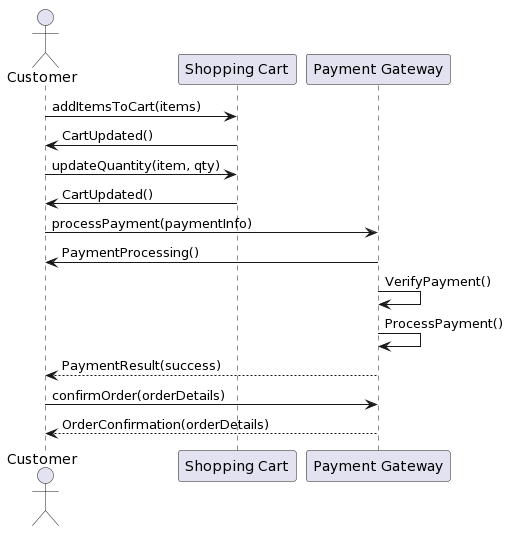 Customer
Shopping Cart
Payment Gateway
addItemsToCart(items)
CartUpdated()
updateQuantity(item, qty)
CartUpdated()
processPayment(paymentInfo)
PaymentProcessing()
VerifyPayment()
ProcessPayment()
PaymentResult(success)
confirmOrder(orderDetails)
OrderConfirmation(orderDetails)
Customer
Shopping Cart
Payment Gateway